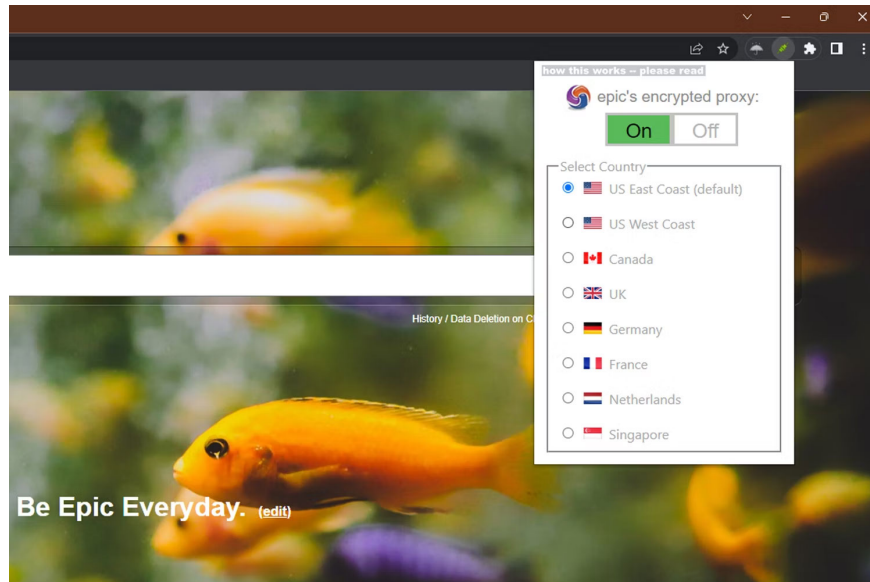 how this works – please read
epic's encrypted proxy:
On Off
Select Country
US East Coast (default)
US West Coast
Canada
UK
Germany
France
Netherlands
Singapore
History / Data Deletion on
Be Epic Everyday. (edit)